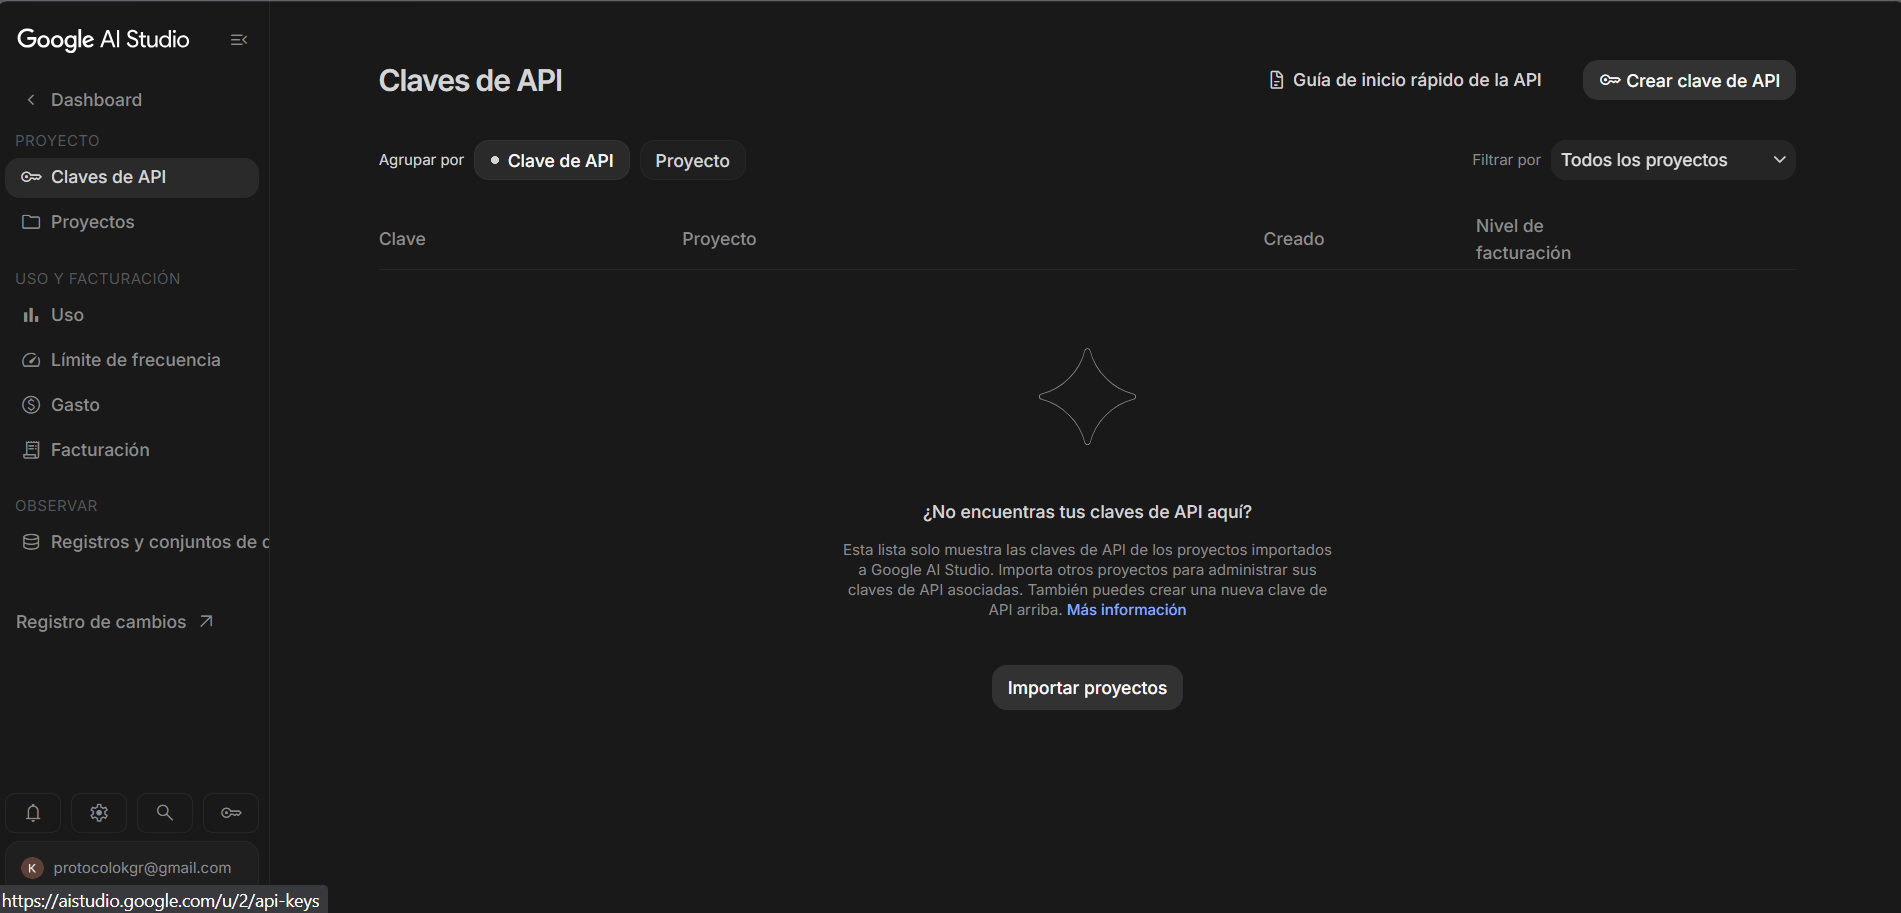 Google AI Studio
Dashboard
PROYECTO
Claves de API
Proyectos
USO Y FACTURACIÓN
Uso
Límite de frecuencia
Gasto
Facturación
OBSERVAR
Registros y conjuntos de
Registro de cambios
K
protocolokgr@gmail.com
https://aistudio.google.com/u/2/api-keys
Claves de API
Guía de inicio rápido de la API
Crear clave de API
Agrupar por
Clave de API
Proyecto
Filtrar por
Todos los proyectos
Clave
Proyecto
Creado
Nivel de
facturación
¿No encuentras tus claves de API aquí?
Esta lista solo muestra las claves de API de los proyectos importados
a Google AI Studio. Importa otros proyectos para administrar sus
claves de API asociadas. También puedes crear una nueva clave de
API arriba. Más información
Importar proyectos